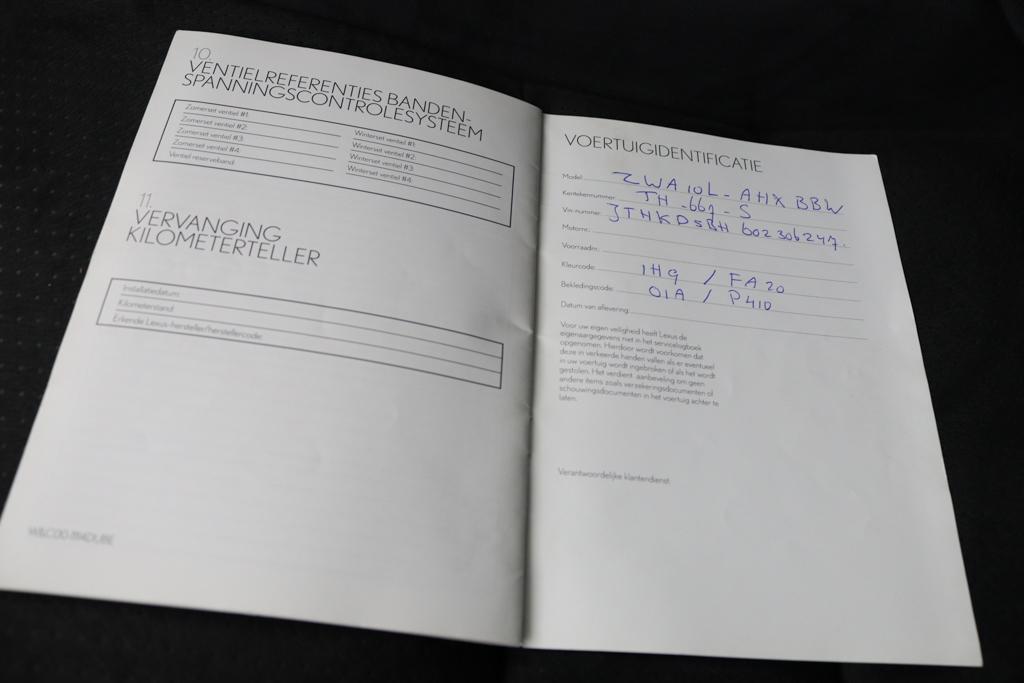 10
VENTIELREFERENTIES BANDEN-
SPANNINGSCONTROLESYSTEEM
Zomerset ventiel #1:
Zomerset ventiel #2:
Zomerset ventiel #3:
Zomerset ventiel #4:
Ventiel reserveband
Winterset ventiel #1:
Winterset ventiel #2:
Winterset ventiel #3:
Winterset ventiel #4:
11.
VERVANGING
KILOMETERTELLER
Installatiedatum:
Kilometerstand:
Erkende Lexus-hersteller/herstellercode:
VOERTUIGIDENTIFICATIE
Model: ZWA10L-AHXBBW
Kentekennummer: TH-667-S
Vin-nummer: JTHKD5BH602306247.
Motornr.:
Voorraadnr.:
Kleurcode: 1H9 / FA20
Bekledingscode: 01A / P410
Datum van aflevering:
Voor uw eigen veiligheid heeft Lexus de
eigenaargegevens niet in het servicelogboek
opgenomen. Hierdoor wordt voorkomen dat
deze in verkeerde handen vallen als er eventueel
in uw voertuig wordt ingebroken of als het wordt
gestolen. Het verdient aanbeveling om geen
andere items zoals verzekeringsdocumenten of
schouwingsdocumenten in het voertuig achter te
laten.
Verantwoordelijke klantendienst: